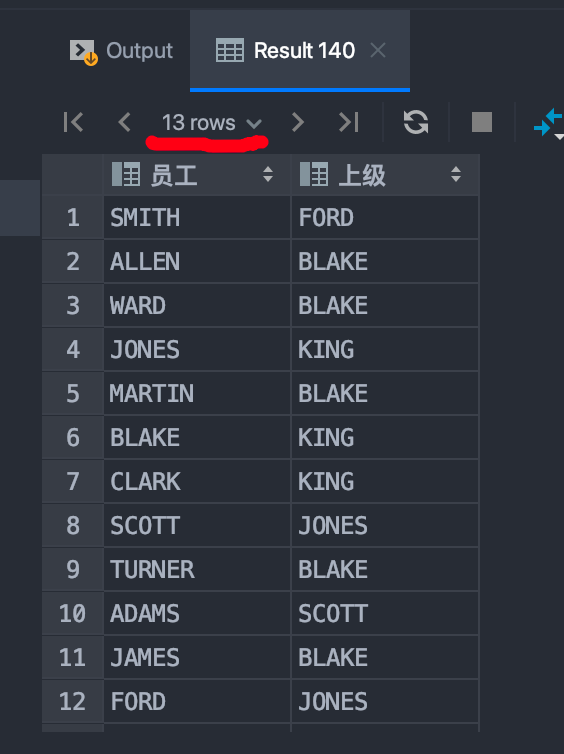 Output
Result 140
13 rows
员工 上级
1 SMITH FORD
2 ALLEN BLAKE
3 WARD BLAKE
4 JONES KING
5 MARTIN BLAKE
6 BLAKE KING
7 CLARK KING
8 SCOTT JONES
9 TURNER BLAKE
10 ADAMS SCOTT
11 JAMES BLAKE
12 FORD JONES